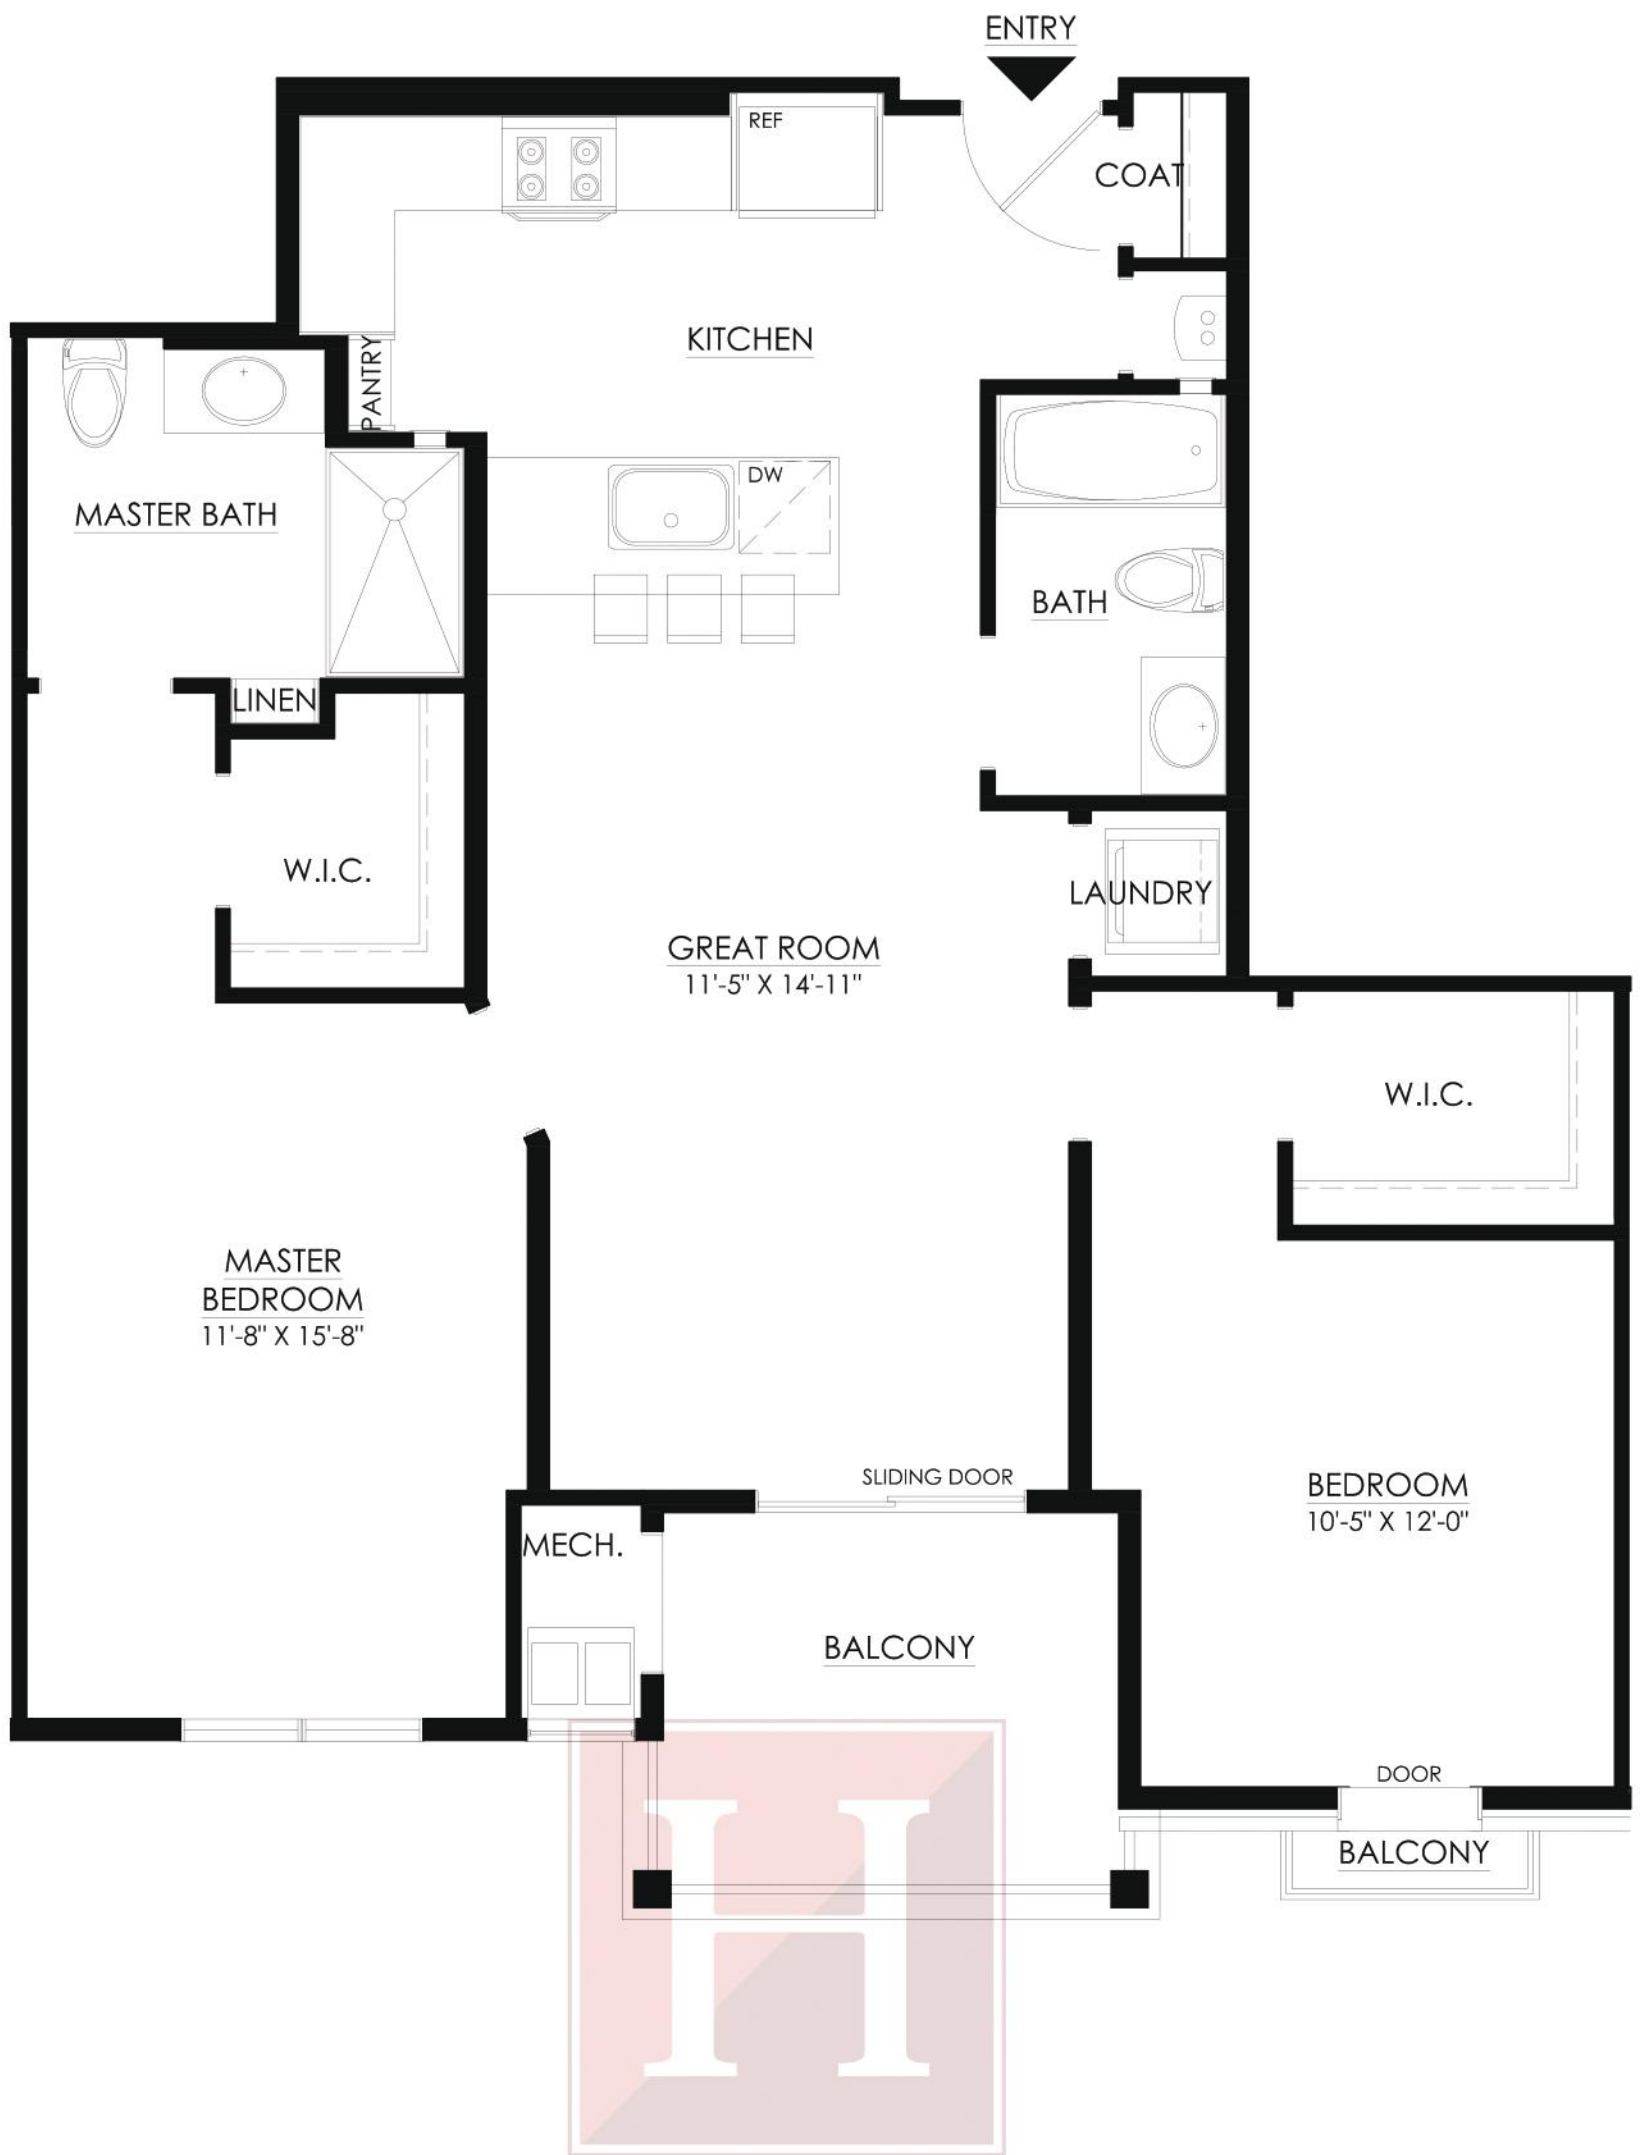 ENTRY
REF
COAT
KITCHEN
PANTRY
DW
MASTER BATH
BATH
LINEN
W.I.C.
LAUNDRY
GREAT ROOM
11'-5" X 14'-11"
W.I.C.
MASTER
BEDROOM
11'-8" X 15'-8"
SLIDING DOOR
BEDROOM
10'-5" X 12'-0"
MECH.
BALCONY
DOOR
BALCONY
H